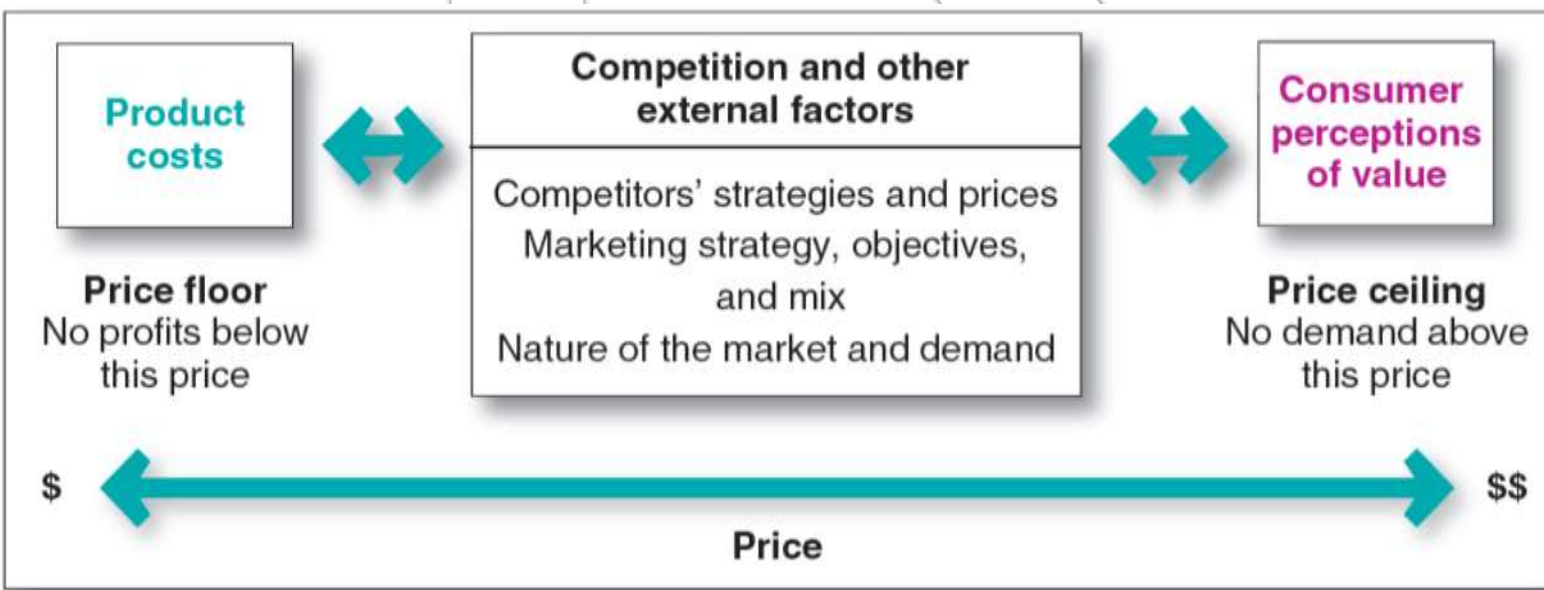 Product
costs
Price floor
No profits below
this price
Competition and other
external factors
Competitors’ strategies and prices
Marketing strategy, objectives,
and mix
Nature of the market and demand
Consumer
perceptions
of value
Price ceiling
No demand above
this price
$
$$
Price